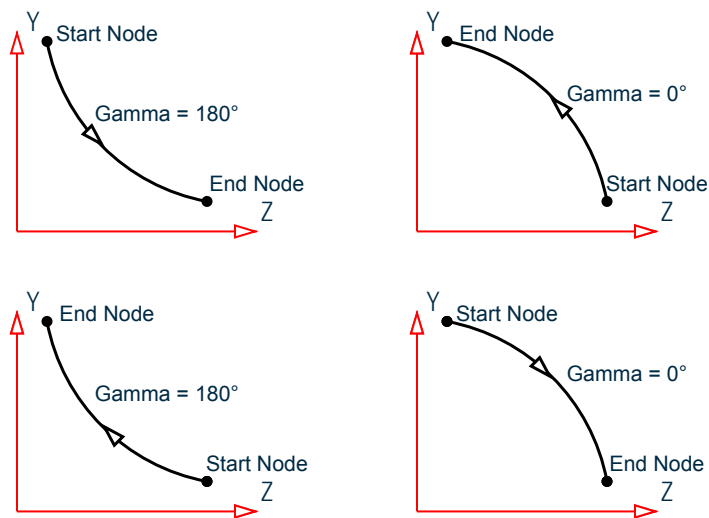 Y
Start Node
Gamma = 180°
End Node
Z
Y
End Node
Gamma = 0°
Start Node
Z
Y
End Node
Gamma = 180°
Start Node
Z
Y
Start Node
Gamma = 0°
End Node
Z